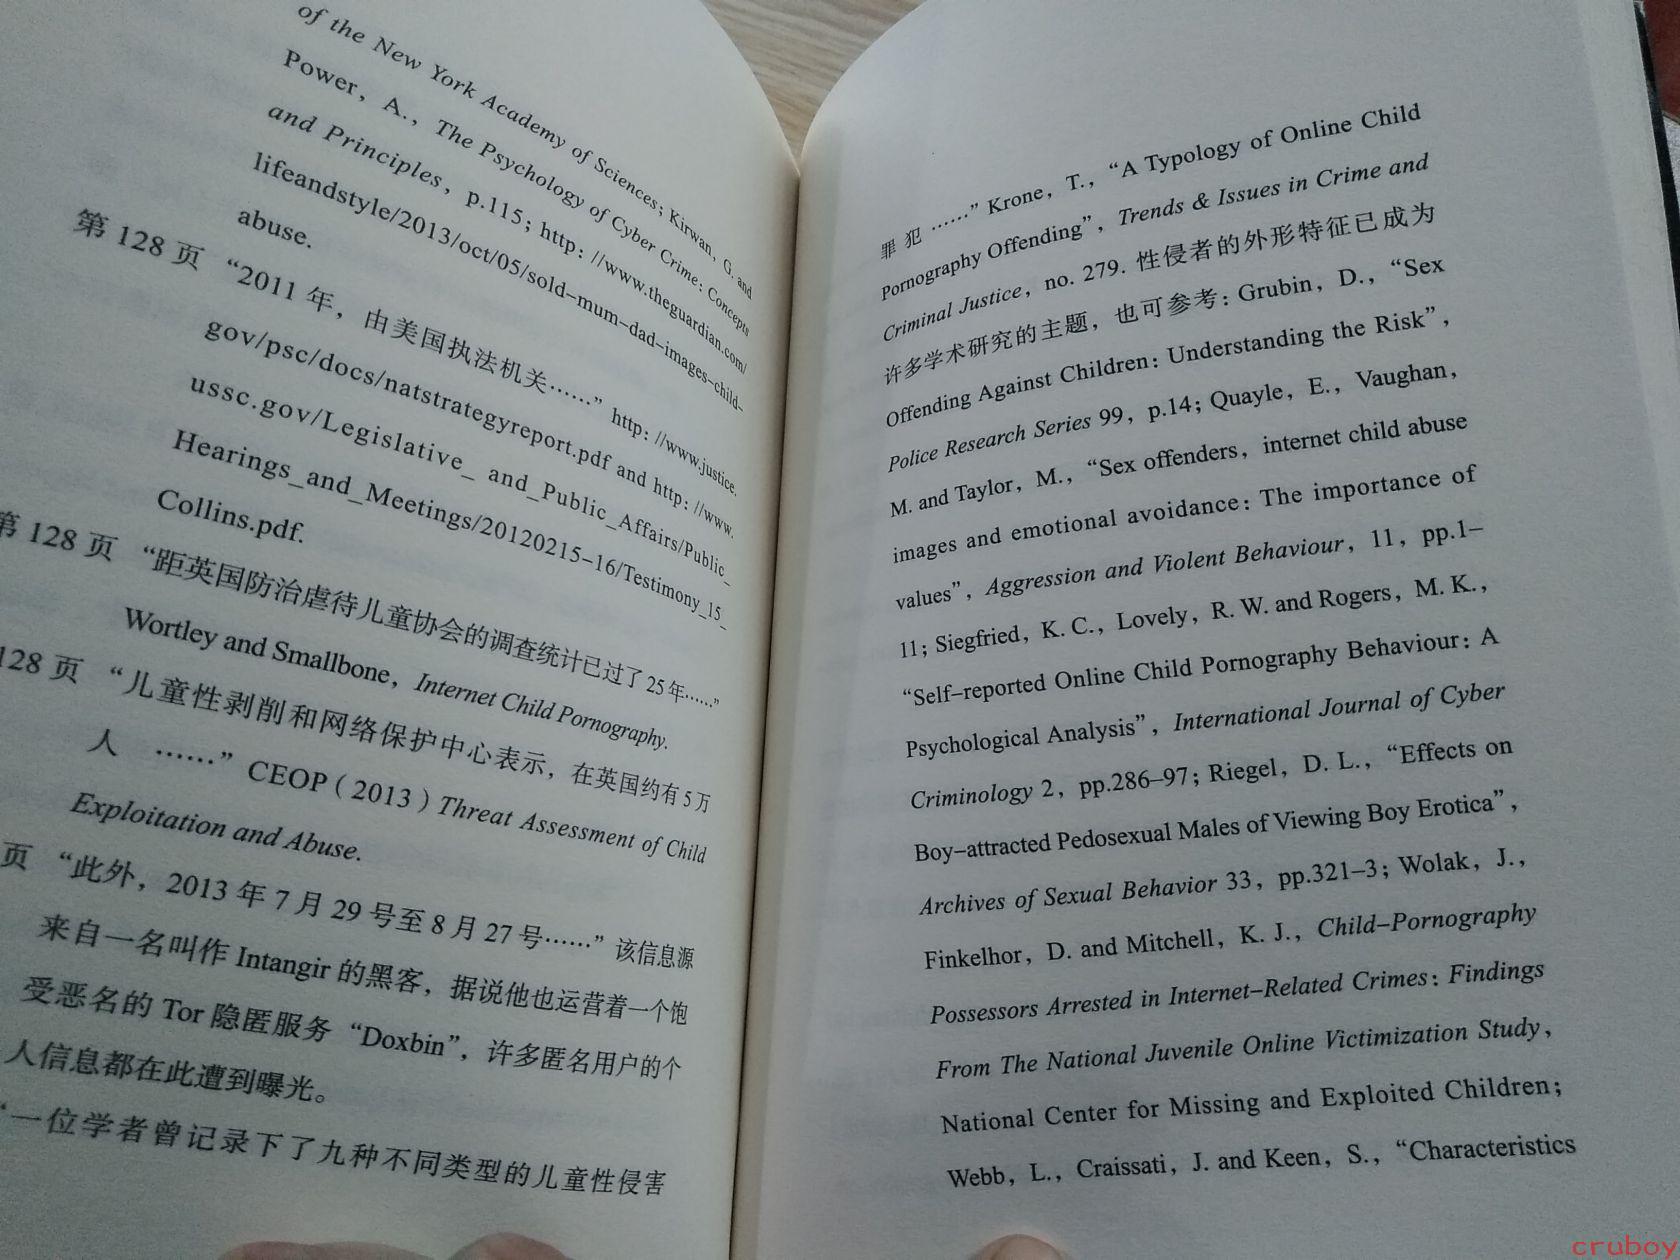 of the New York Academy of Sciences; Kirwan, G. and
Power, A., The Psychology of Cyber Crime: Concepts
and Principles, p.115; http: //www.theguardian.com/
lifeandstyle/2013/oct/05/sold–mum–dad–images–child–
abuse.
第 128 页 “2011 年，由美国执法机关……” http: //www.justice.
gov/psc/docs/natstrategyreport.pdf and http: //www.
ussc.gov/Legislative_ and_Public_Affairs/Public_
Hearings_and_Meetings/20120215–16/Testimony_15_
Collins.pdf.
第 128 页 “距英国防治虐待儿童协会的调查统计已过了 25 年……”
Wortley and Smallbone, Internet Child Pornography.
128 页 “儿童性剥削和网络保护中心表示，在英国约有 5 万
人 ……” CEOP（2013）Threat Assessment of Child
Exploitation and Abuse.
页 “此外，2013 年 7 月 29 号至 8 月 27 号……” 该信息源
来自一名叫作 Intangir 的黑客，据说他也运营着一个饱
受恶名的 Tor 隐匿服务 “Doxbin”，许多匿名用户的个
人信息都在此遭到曝光。
“一位学者曾记录下了九种不同类型的儿童性侵害
罪犯……” Krone, T., “A Typology of Online Child
Pornography Offending”, Trends & Issues in Crime and
Criminal Justice, no. 279. 性侵者的外形特征已成为
许多学术研究的主题，也可参考：Grubin, D., “Sex
Offending Against Children: Understanding the Risk”,
Police Research Series 99, p.14; Quayle, E., Vaughan,
M. and Taylor, M., “Sex offenders, internet child abuse
images and emotional avoidance: The importance of
values”, Aggression and Violent Behaviour, 11, pp.1–
11; Siegfried, K. C., Lovely, R. W. and Rogers, M. K.,
“Self–reported Online Child Pornography Behaviour: A
Psychological Analysis”, International Journal of Cyber
Criminology 2, pp.286–97; Riegel, D. L., “Effects on
Boy–attracted Pedosexual Males of Viewing Boy Erotica”,
Archives of Sexual Behavior 33, pp.321–3; Wolak, J.,
Finkelhor, D. and Mitchell, K. J., Child–Pornography
Possessors Arrested in Internet–Related Crimes: Findings
From The National Juvenile Online Victimization Study,
National Center for Missing and Exploited Children;
Webb, L., Craissati, J. and Keen, S., “Characteristics
cruboy